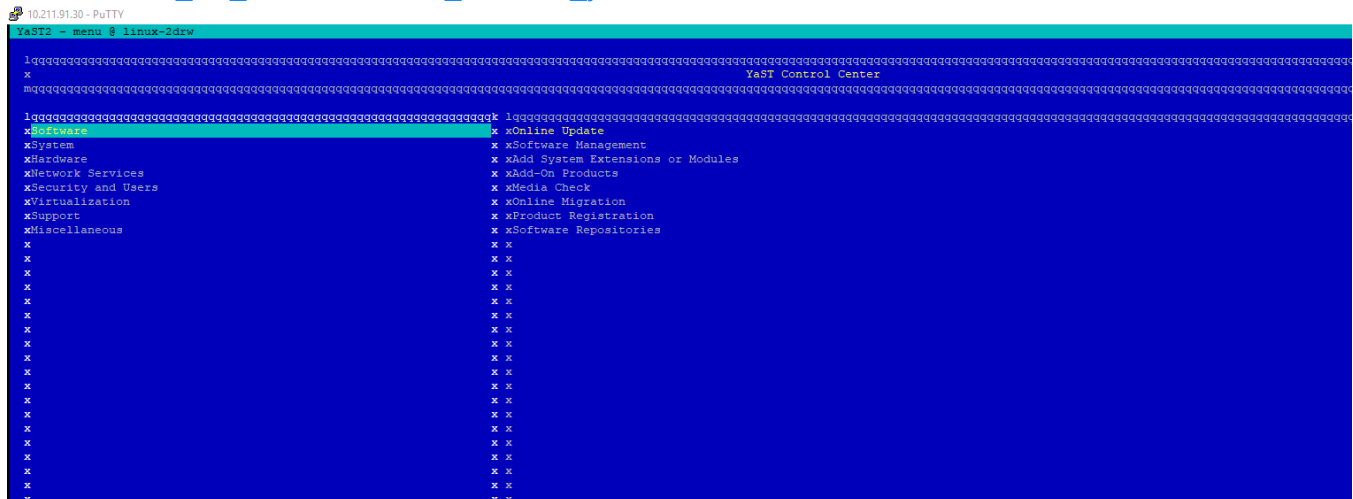 10.211.91.30 - PuTTY
YaST2 - menu @ linux-2drw
YaST Control Center
Software
System
Hardware
Network Services
Security and Users
Virtualization
Support
Miscellaneous
Online Update
Software Management
Add System Extensions or Modules
Add-On Products
Media Check
Online Migration
Product Registration
Software Repositories